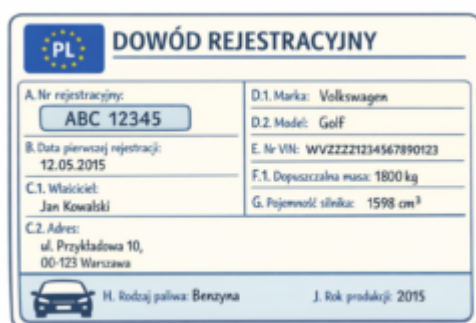 PL
DOWÓD REJESTRACYJNY
A. Nr rejestracyjny:
ABC 12345
B. Data pierwszej rejestracji:
12.05.2015
C.1. Właściciel:
Jan Kowalski
C.2. Adres:
ul. Przykładowa 10,
00-123 Warszawa
D.1. Marka: Volkswagen
D.2. Model: Golf
E. Nr VIN: WVZZZZ1234567890123
F.1. Dopuszczalna masa: 1800 kg
G. Pojemność silnika: 1598 cm³
H. Rodzaj paliwa: Benzyna
J. Rok produkcji: 2015